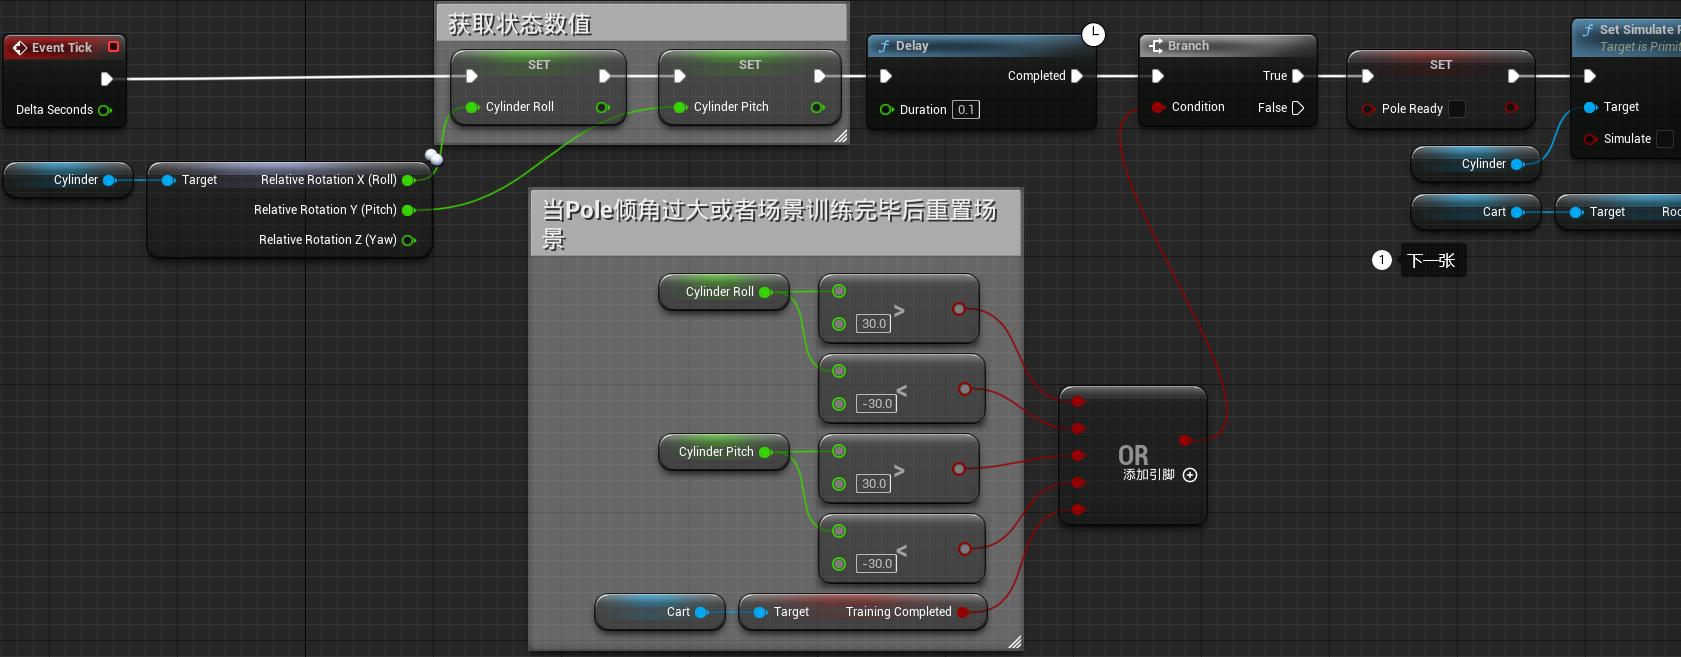 获取状态数值
Event Tick
Delta Seconds
SET
Cylinder Roll
SET
Cylinder Pitch
Delay
Completed
Duration 0.1
Branch
True
Condition False
SET
Pole Ready
Set Simulate
Target is Primit
Target
Simulate
Cylinder
Cart
Target Roo
1 下一张
Cylinder
Target Relative Rotation X (Roll)
Relative Rotation Y (Pitch)
Relative Rotation Z (Yaw)
当Pole倾角过大或者场景训练完毕后重置场
景
Cylinder Roll
>
30.0
<
-30.0
Cylinder Pitch
>
30.0
<
-30.0
OR
添加引脚
Cart
Target Training Completed